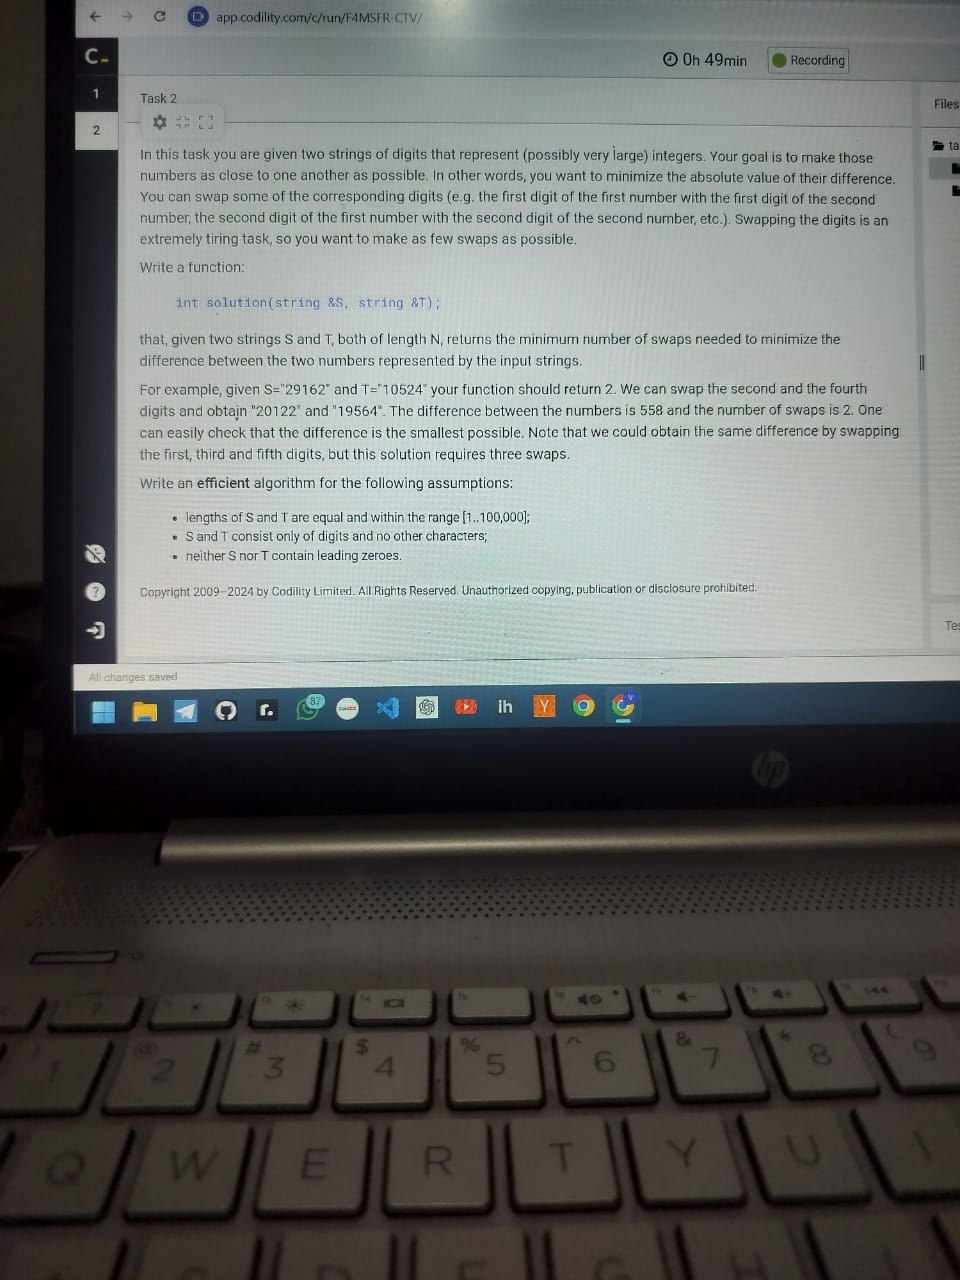 app.codility.com/c/run/F4MSFR-CTV/
C_
0h 49min
Recording
1
Task 2
Files
2
ta
In this task you are given two strings of digits that represent (possibly very large) integers. Your goal is to make those
numbers as close to one another as possible. In other words, you want to minimize the absolute value of their difference.
You can swap some of the corresponding digits (e.g. the first digit of the first number with the first digit of the second
number, the second digit of the first number with the second digit of the second number, etc.). Swapping the digits is an
extremely tiring task, so you want to make as few swaps as possible.
Write a function:
int solution(string &S, string &T);
that, given two strings S and T, both of length N, returns the minimum number of swaps needed to minimize the
difference between the two numbers represented by the input strings.
For example, given S="29162" and T="10524" your function should return 2. We can swap the second and the fourth
digits and obtain "20122" and "19564". The difference between the numbers is 558 and the number of swaps is 2. One
can easily check that the difference is the smallest possible. Note that we could obtain the same difference by swapping
the first, third and fifth digits, but this solution requires three swaps.
Write an efficient algorithm for the following assumptions:
• lengths of S and T are equal and within the range [1..100,000];
• S and T consist only of digits and no other characters;
• neither S nor T contain leading zeroes.
?
Copyright 2009–2024 by Codility Limited. All Rights Reserved. Unauthorized copying, publication or disclosure prohibited.
Tes
All changes saved
r. 87 ih Y V
hp
@ # $ % ^ & * (
1 2 3 4 5 6 7 8 9
Q W E R T Y U I